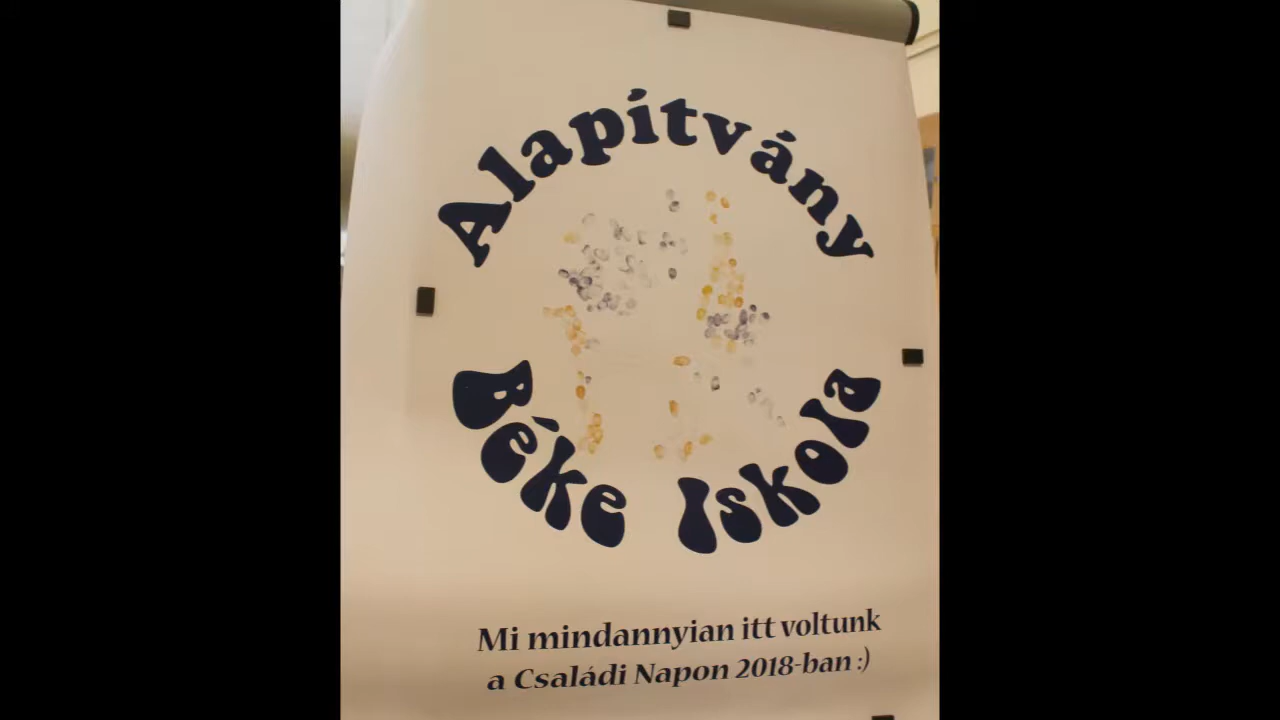 Alapítvány
Béke Iskola
Mi mindannyian itt voltunk
a Családi Napon 2018-ban :)